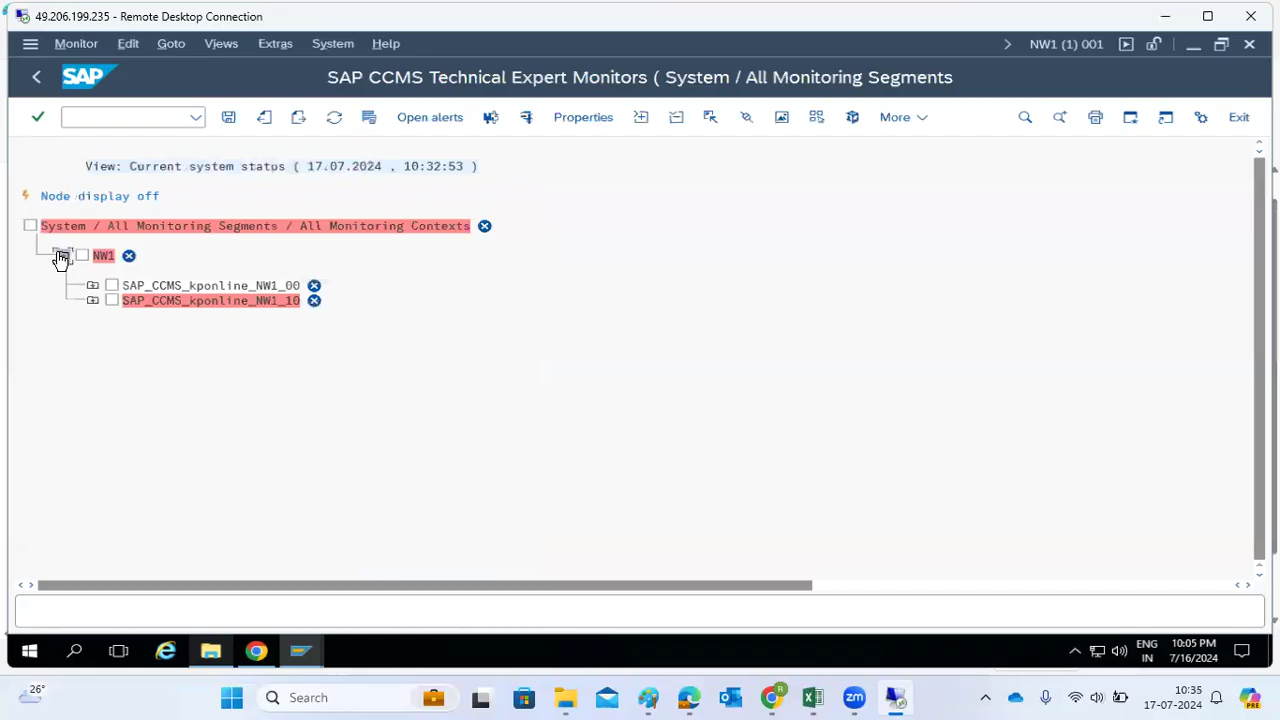 49.206.199.235 - Remote Desktop Connection
Monitor Edit Goto Views Extras System Help NW1 (1) 001
SAP SAP CCMS Technical Expert Monitors ( System / All Monitoring Segments
Open alerts Properties More Exit
View: Current system status ( 17.07.2024 , 10:32:53 )
Node display off
System / All Monitoring Segments / All Monitoring Contexts
NW1
SAP_CCMS_kponline_NW1_00
SAP_CCMS_kponline_NW1_10
ENG 10:05 PM
IN 7/16/2024
26° Search 10:35
17-07-2024